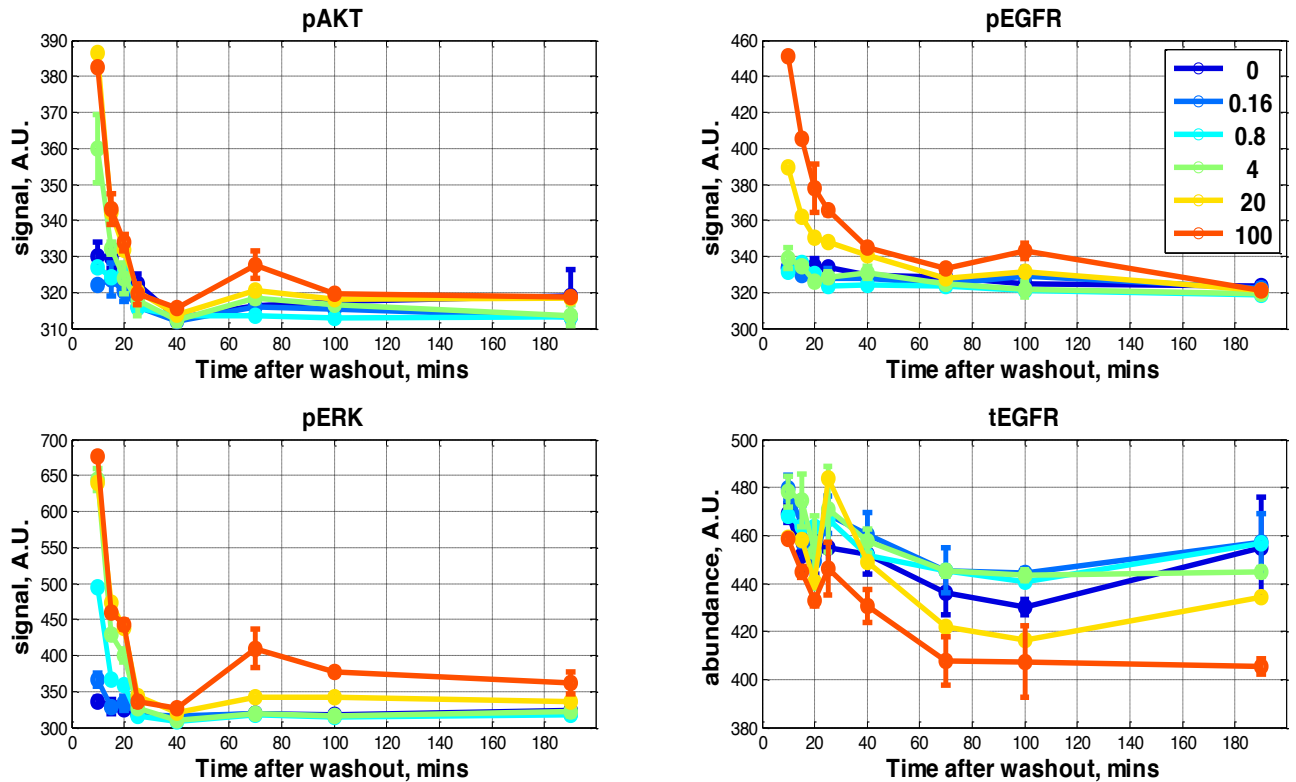 pAKT
390
380
370
360
350
340
330
320
310
signal, A.U.
0 20 40 60 80 100 120 140 160 180
Time after washout, mins
pEGFR
460
440
420
400
380
360
340
320
300
signal, A.U.
0 20 40 60 80 100 120 140 160 180
Time after washout, mins
0
0.16
0.8
4
20
100
pERK
700
650
600
550
500
450
400
350
300
signal, A.U.
0 20 40 60 80 100 120 140 160 180
Time after washout, mins
tEGFR
500
480
460
440
420
400
380
abundance, A.U.
0 20 40 60 80 100 120 140 160 180
Time after washout, mins